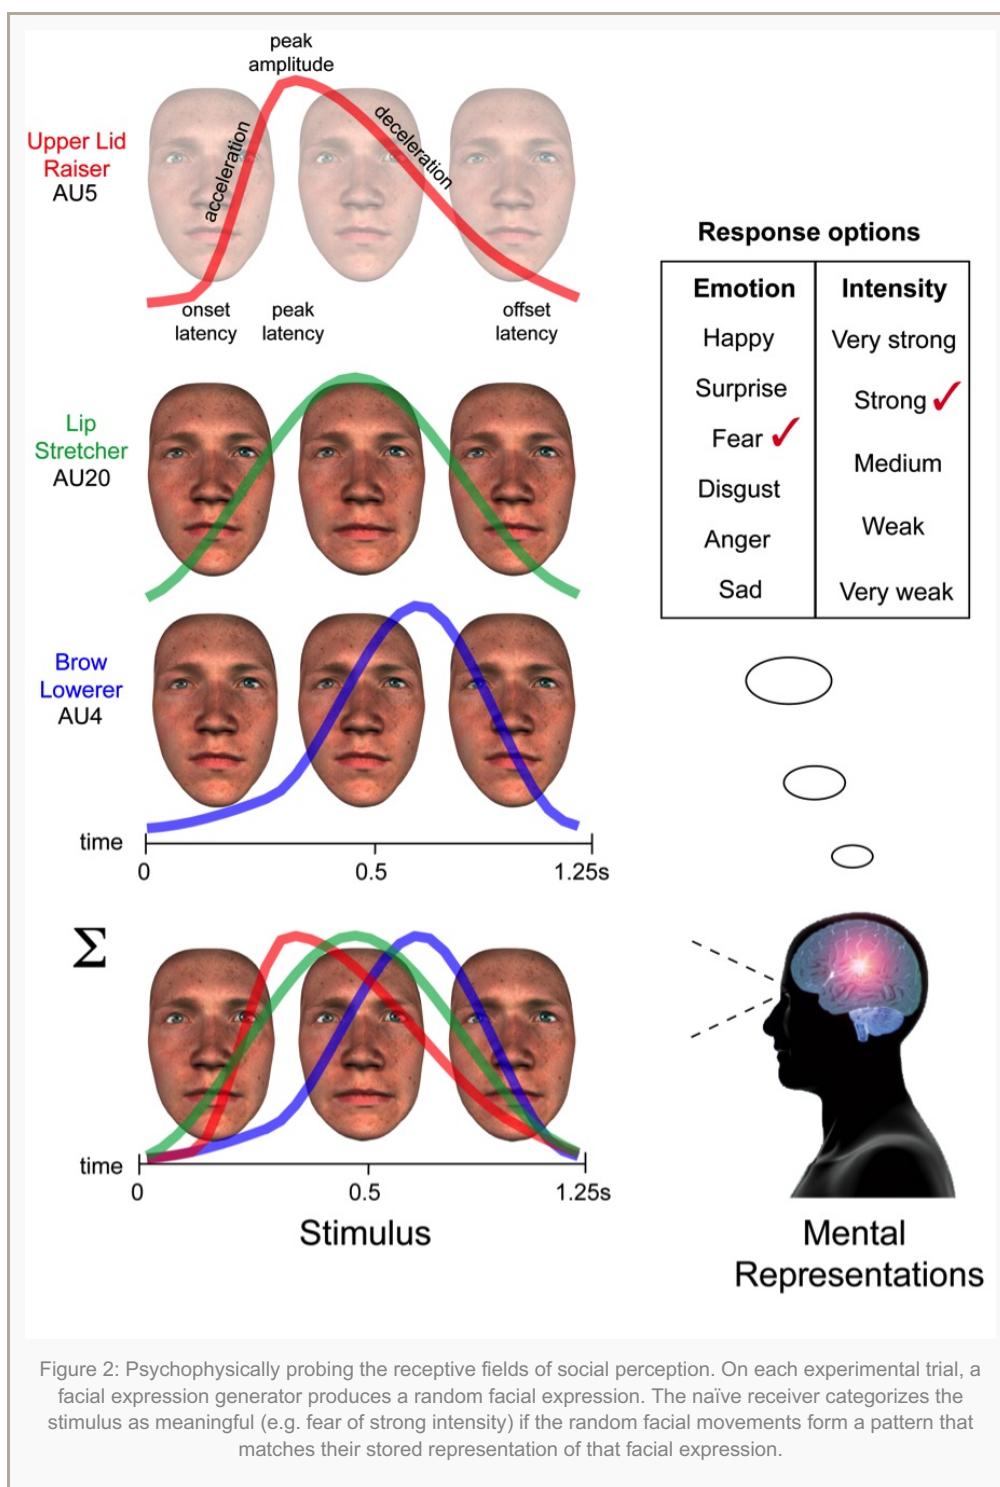 peak
amplitude
acceleration
deceleration
Upper Lid
Raiser
AU5
onset
latency
peak
latency
offset
latency
Lip
Stretcher
AU20
Brow
Lowerer
AU4
time
0
0.5
1.25s
Σ
time
0
0.5
1.25s
Stimulus
Response options
Emotion
Intensity
Happy
Very strong
Surprise
Strong ✓
Fear ✓
Medium
Disgust
Weak
Anger
Sad
Very weak
Mental
Representations
Figure 2: Psychophysically probing the receptive fields of social perception. On each experimental trial, a
facial expression generator produces a random facial expression. The naïve receiver categorizes the
stimulus as meaningful (e.g. fear of strong intensity) if the random facial movements form a pattern that
matches their stored representation of that facial expression.